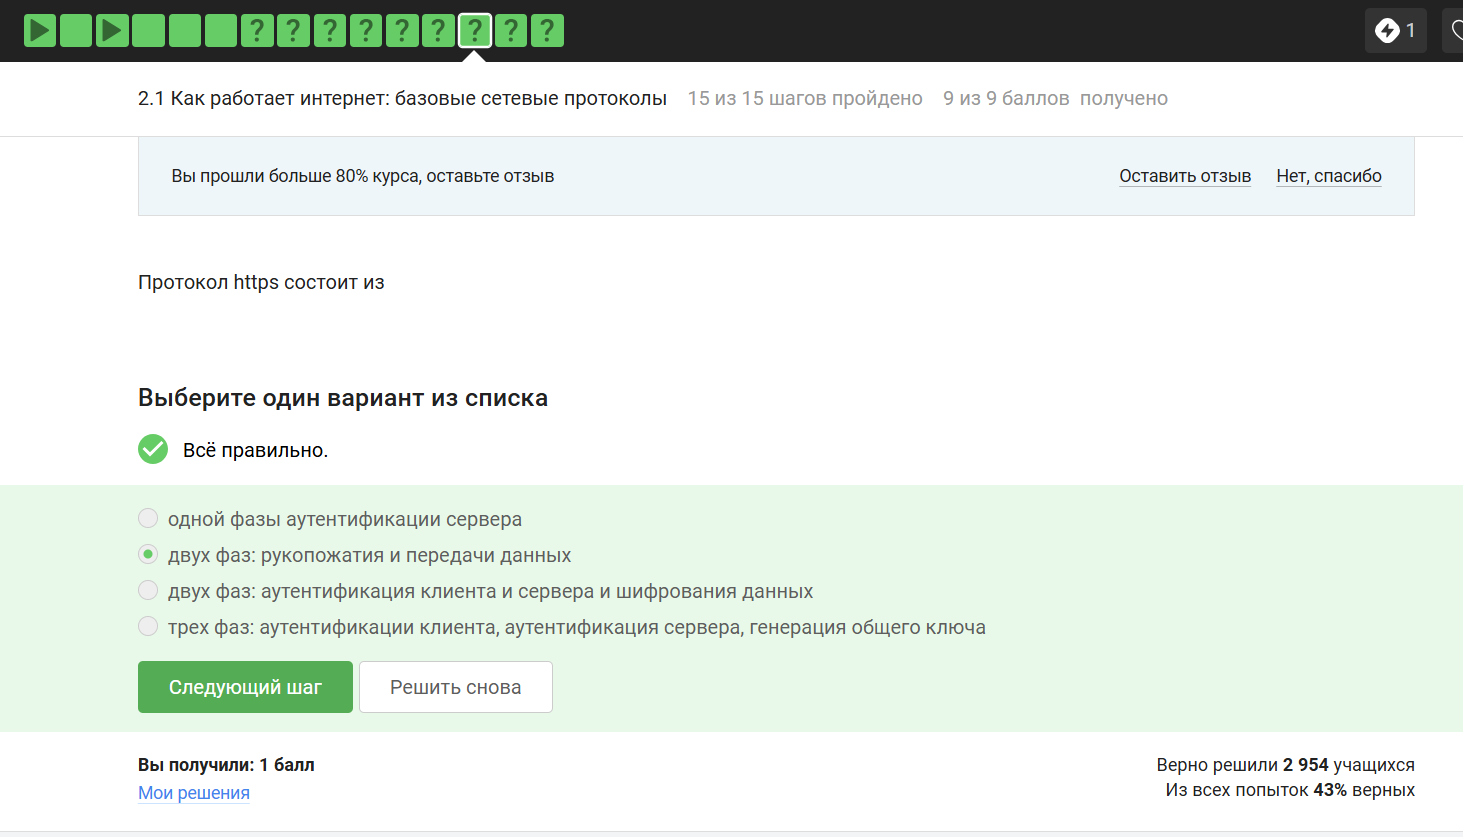 ? ? ? ? ? ? ? ? ?
1
2.1 Как работает интернет: базовые сетевые протоколы 15 из 15 шагов пройдено 9 из 9 баллов получено
Вы прошли больше 80% курса, оставьте отзыв Оставить отзыв Нет, спасибо
Протокол https состоит из
Выберите один вариант из списка
Всё правильно.
одной фазы аутентификации сервера
двух фаз: рукопожатия и передачи данных
двух фаз: аутентификация клиента и сервера и шифрования данных
трех фаз: аутентификации клиента, аутентификация сервера, генерация общего ключа
Следующий шаг Решить снова
Вы получили: 1 балл Верно решили 2 954 учащихся
Мои решения Из всех попыток 43% верных